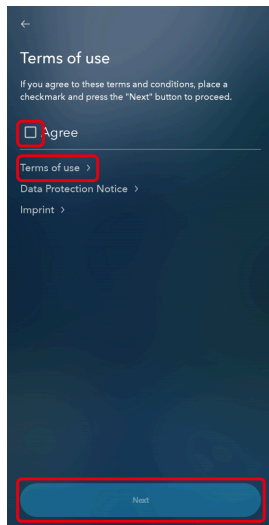 Terms of use
If you agree to these terms and conditions, place a
checkmark and press the "Next" button to proceed.
Agree
Terms of use >
Data Protection Notice >
Imprint >
Next